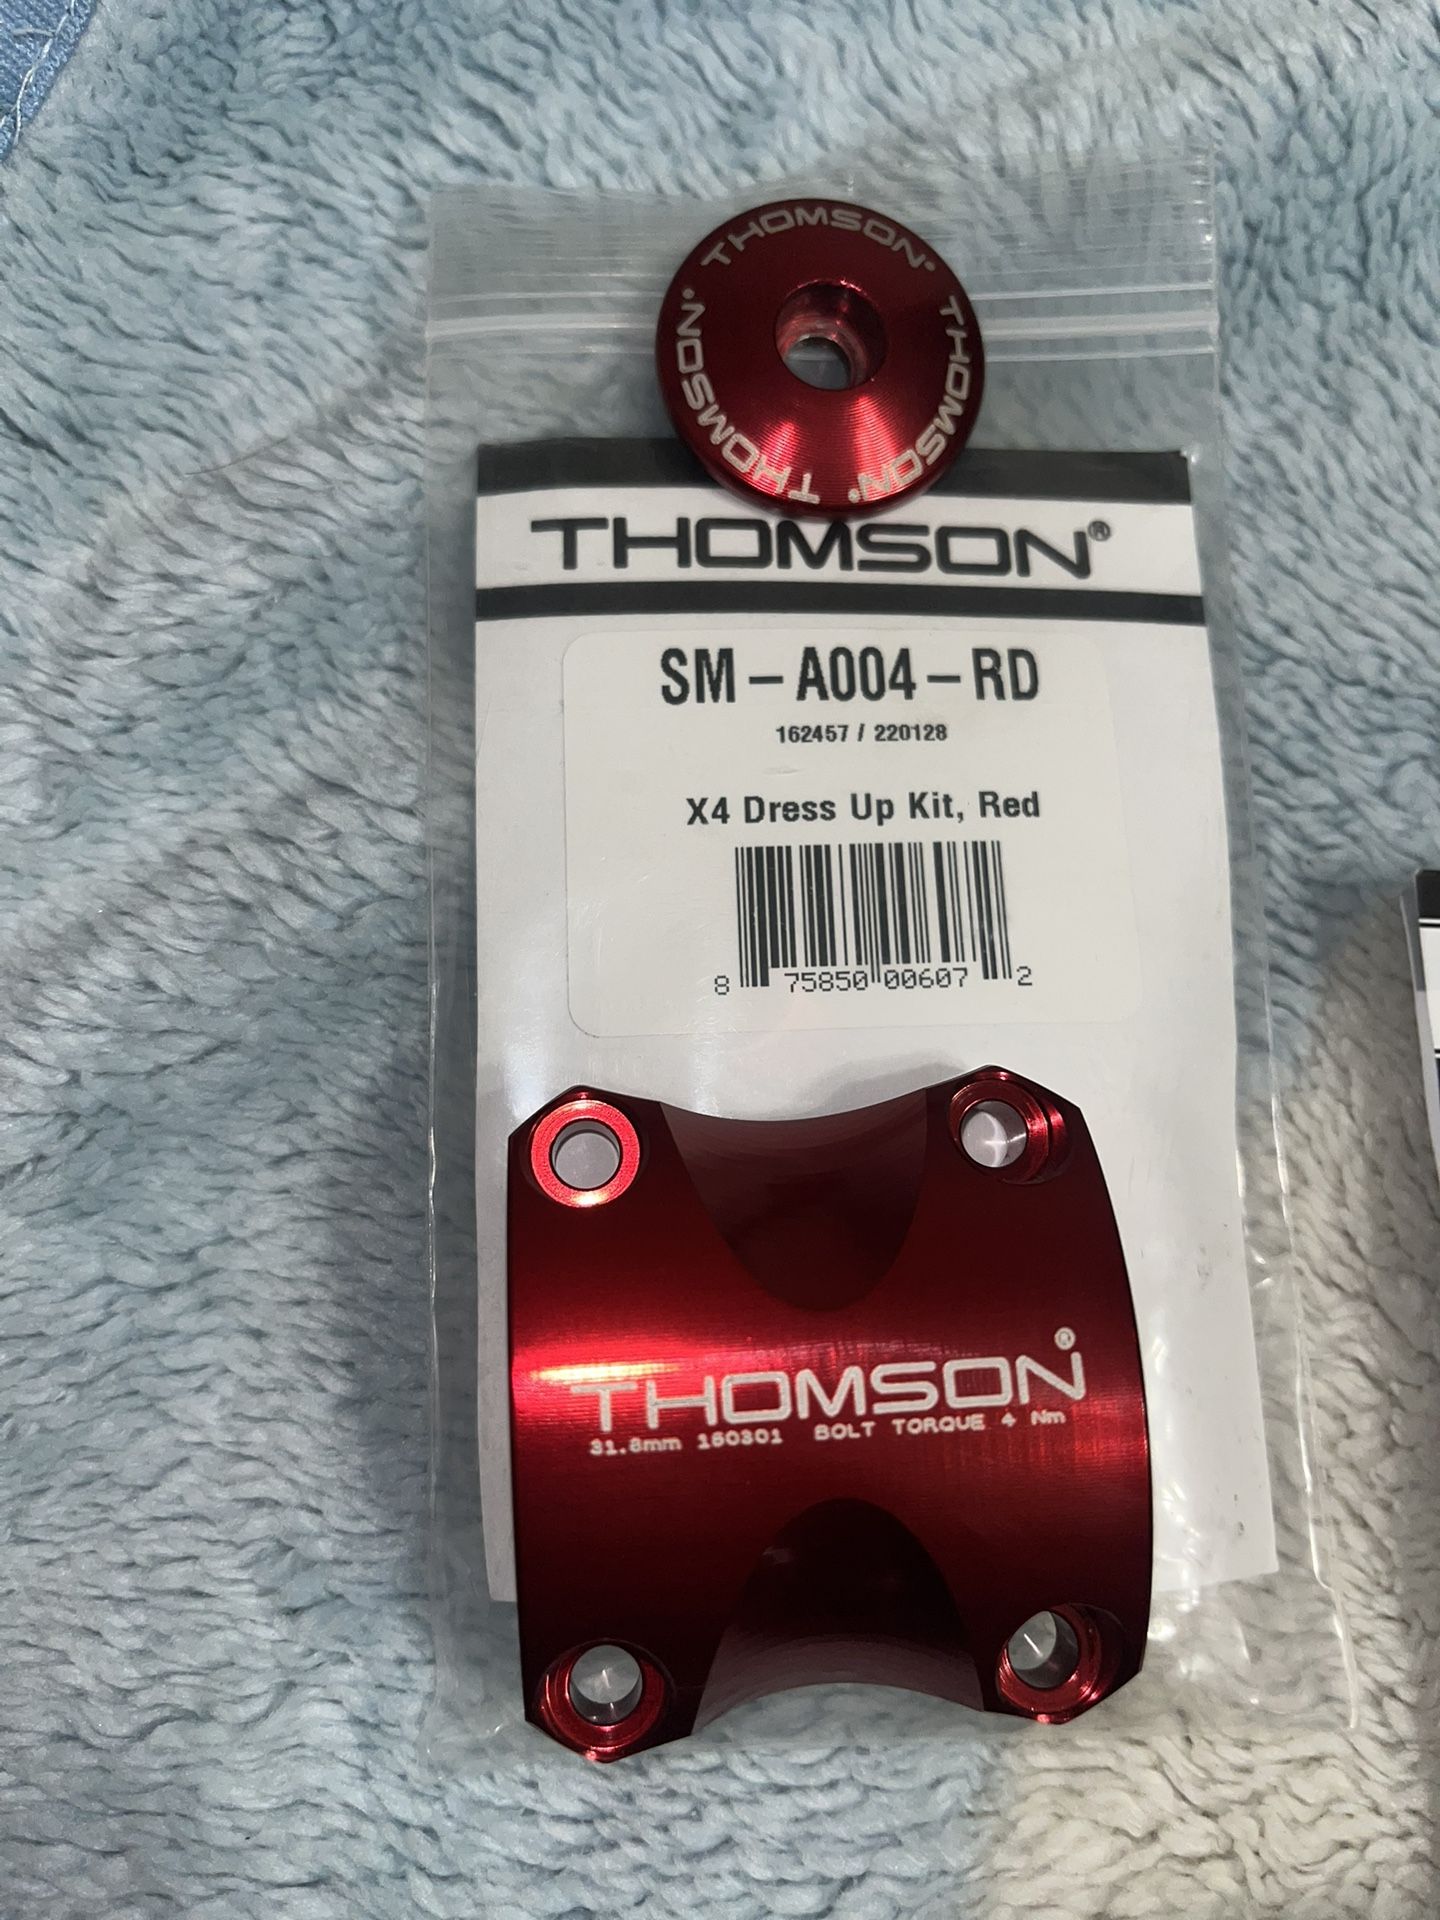 THOMSON®
THOMSON®
THOMSON®
THOMSON®
SM-A004-RD
162457 / 220128
X4 Dress Up Kit, Red
8 75850 00607 2
THOMSON®
31.8mm 160301 BOLT TORQUE 4 Nm